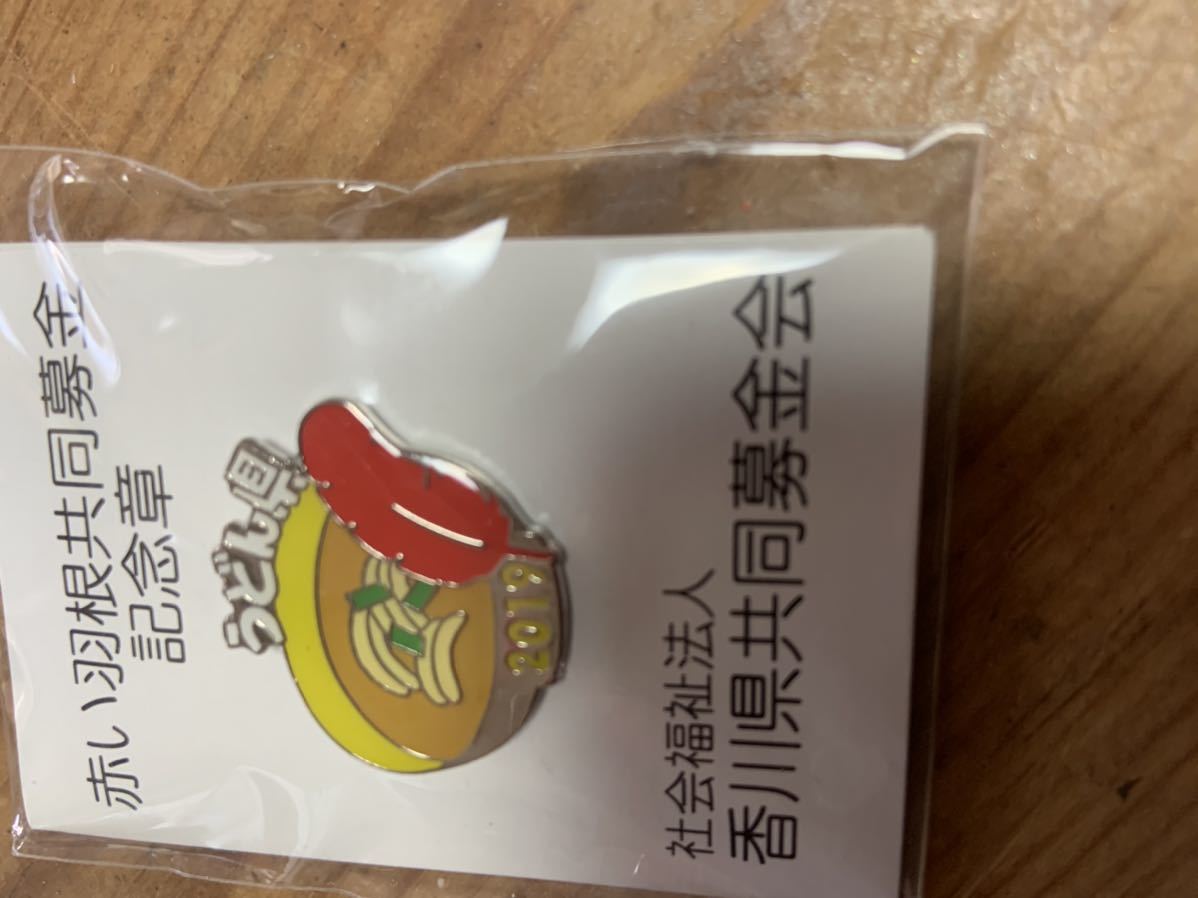 赤い羽根共同募金
記念章
うどん県
2019
社会福祉法人
香川県共同募金会